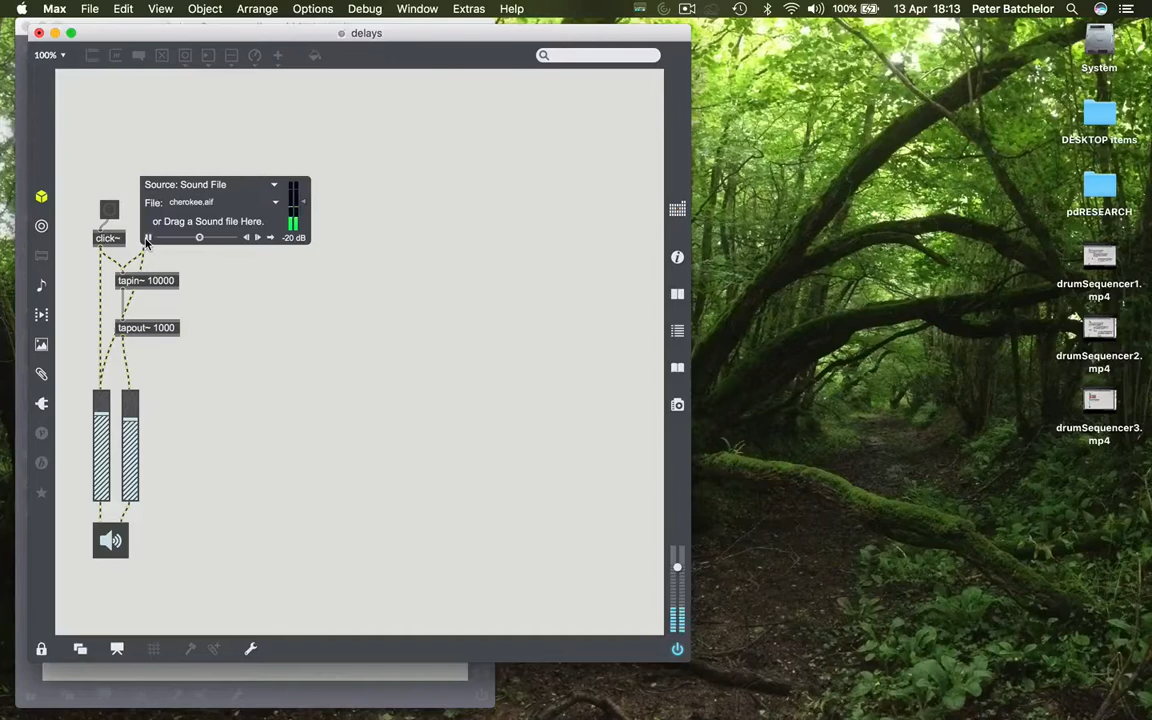 Max File Edit View Object Arrange Options Debug Window Extras Help 100% 13 Apr 18:13 Peter Batchelor
delays
100%
System
DESKTOP items
pdRESEARCH
drumSequencer1.
mp4
drumSequencer2.
mp4
drumSequencer3.
mp4
Source: Sound File
File: cherokee.aif
or Drag a Sound file Here.
-20 dB
click~
tapin~ 10000
tapout~ 1000